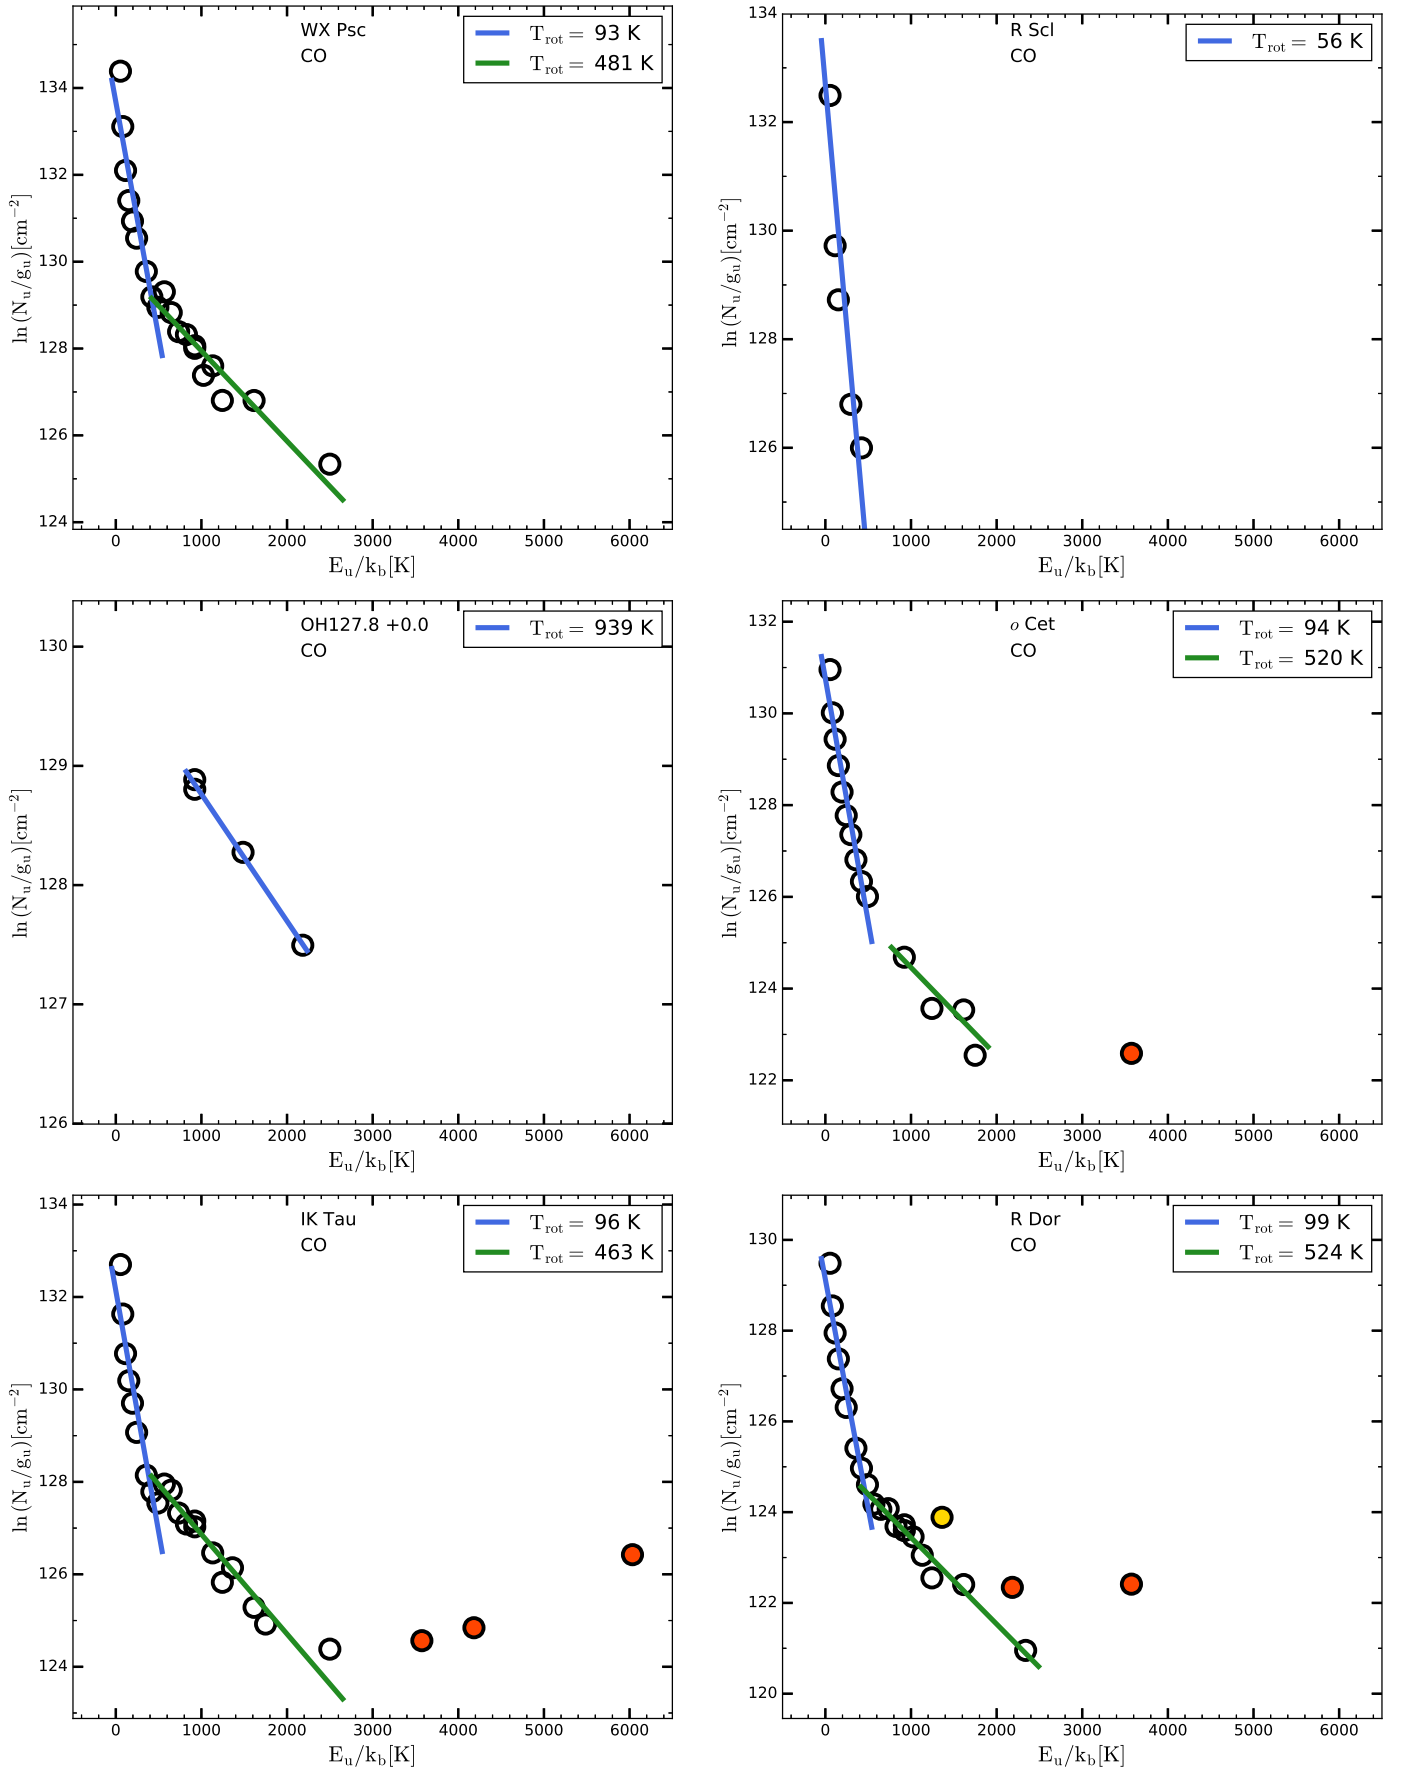 WX Psc
CO
T_rot = 93 K
T_rot = 481 K
134
132
130
128
126
124
ln (N_u/g_u)[cm^−2]
0 1000 2000 3000 4000 5000 6000
E_u/k_b[K]
R Scl
CO
T_rot = 56 K
134
132
130
128
126
ln (N_u/g_u)[cm^−2]
0 1000 2000 3000 4000 5000 6000
E_u/k_b[K]
OH127.8 +0.0
CO
T_rot = 939 K
130
129
128
127
126
ln (N_u/g_u)[cm^−2]
0 1000 2000 3000 4000 5000 6000
E_u/k_b[K]
o Cet
CO
T_rot = 94 K
T_rot = 520 K
132
130
128
126
124
122
ln (N_u/g_u)[cm^−2]
0 1000 2000 3000 4000 5000 6000
E_u/k_b[K]
IK Tau
CO
T_rot = 96 K
T_rot = 463 K
134
132
130
128
126
124
ln (N_u/g_u)[cm^−2]
0 1000 2000 3000 4000 5000 6000
E_u/k_b[K]
R Dor
CO
T_rot = 99 K
T_rot = 524 K
130
128
126
124
122
120
ln (N_u/g_u)[cm^−2]
0 1000 2000 3000 4000 5000 6000
E_u/k_b[K]